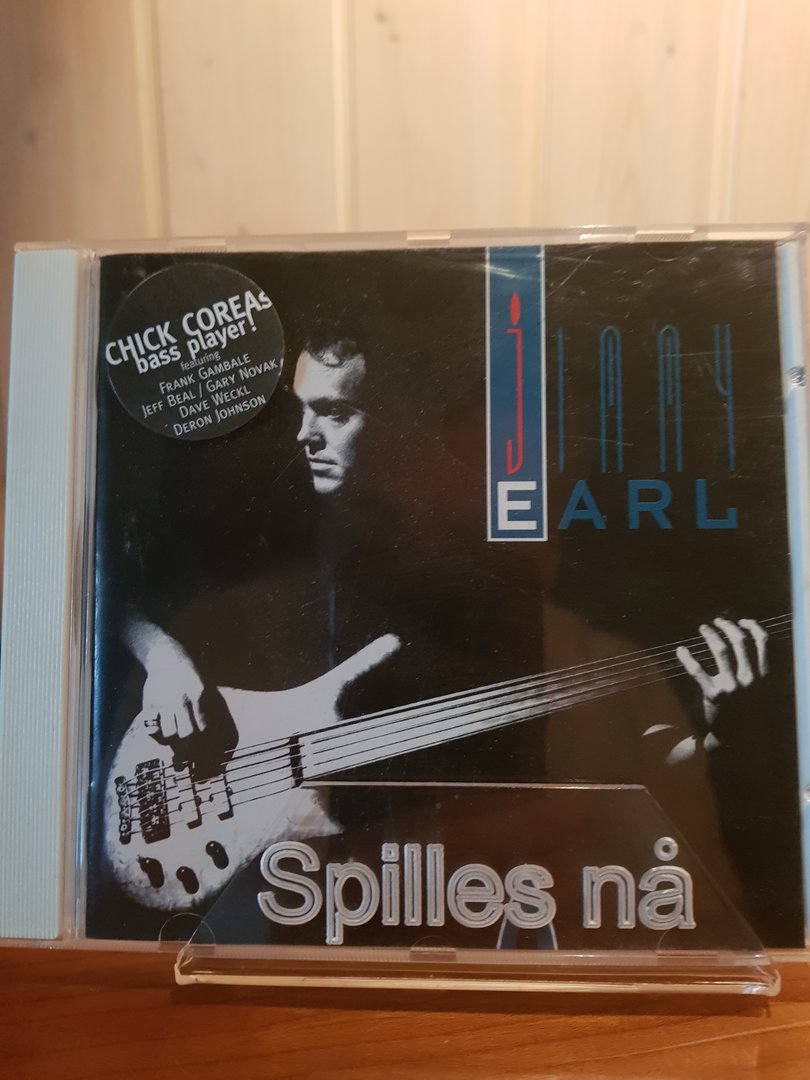 CHICK COREAs
bass player!
featuring
FRANK GAMBALE
JEFF BEAL / GARY NOVAK
DAVE WECKL
DERON JOHNSON
jimmy
EARL
Spilles nå